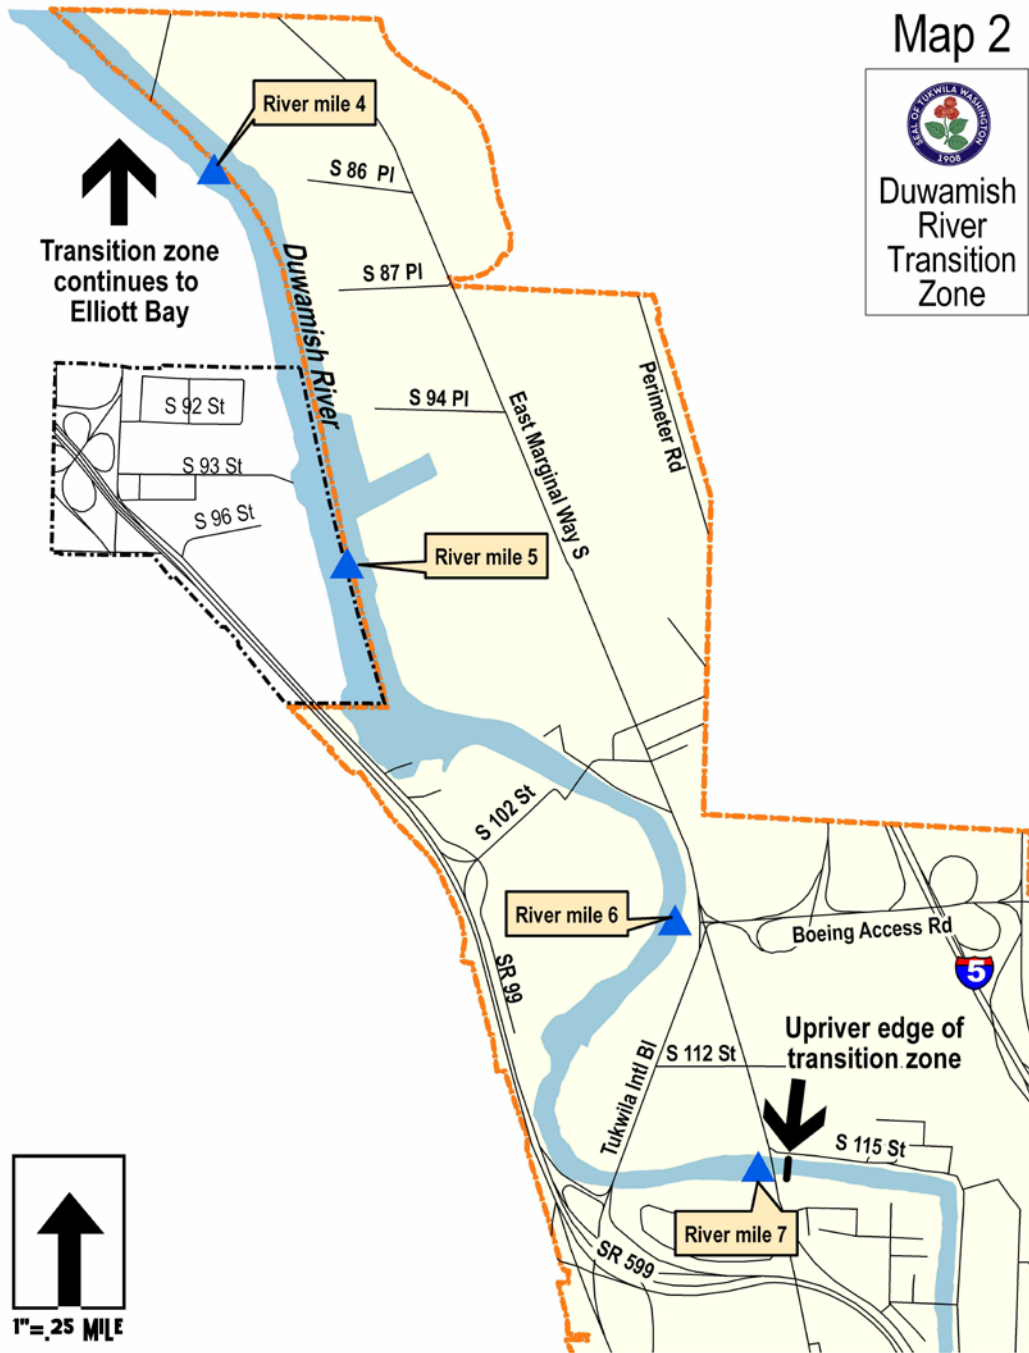 Map 2
SEAL OF TUKWILA WASHINGTON
1908
Duwamish
River
Transition
Zone
River mile 4
S 86 Pl
Transition zone
continues to
Elliott Bay
Duwamish River
S 87 Pl
Perimeter Rd
S 92 St
S 94 Pl
East Marginal Way S
S 93 St
S 96 St
River mile 5
S 102 St
River mile 6
Boeing Access Rd
SR 99
5
Upriver edge of
transition zone
Tukwila Intl Bl
S 112 St
S 115 St
River mile 7
SR 599
1"=.25 MILE